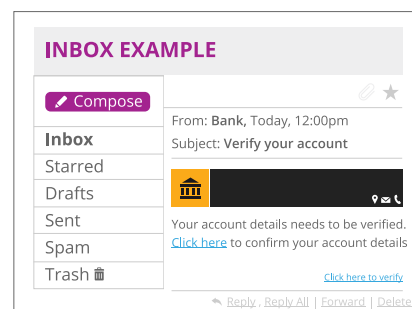 INBOX EXAMPLE
Compose
Inbox
Starred
Drafts
Sent
Spam
Trash
From: Bank, Today, 12:00pm
Subject: Verify your account
Your account details needs to be verified.
Click here to confirm your account details
Click here to verify
Reply , Reply All | Forward | Delete